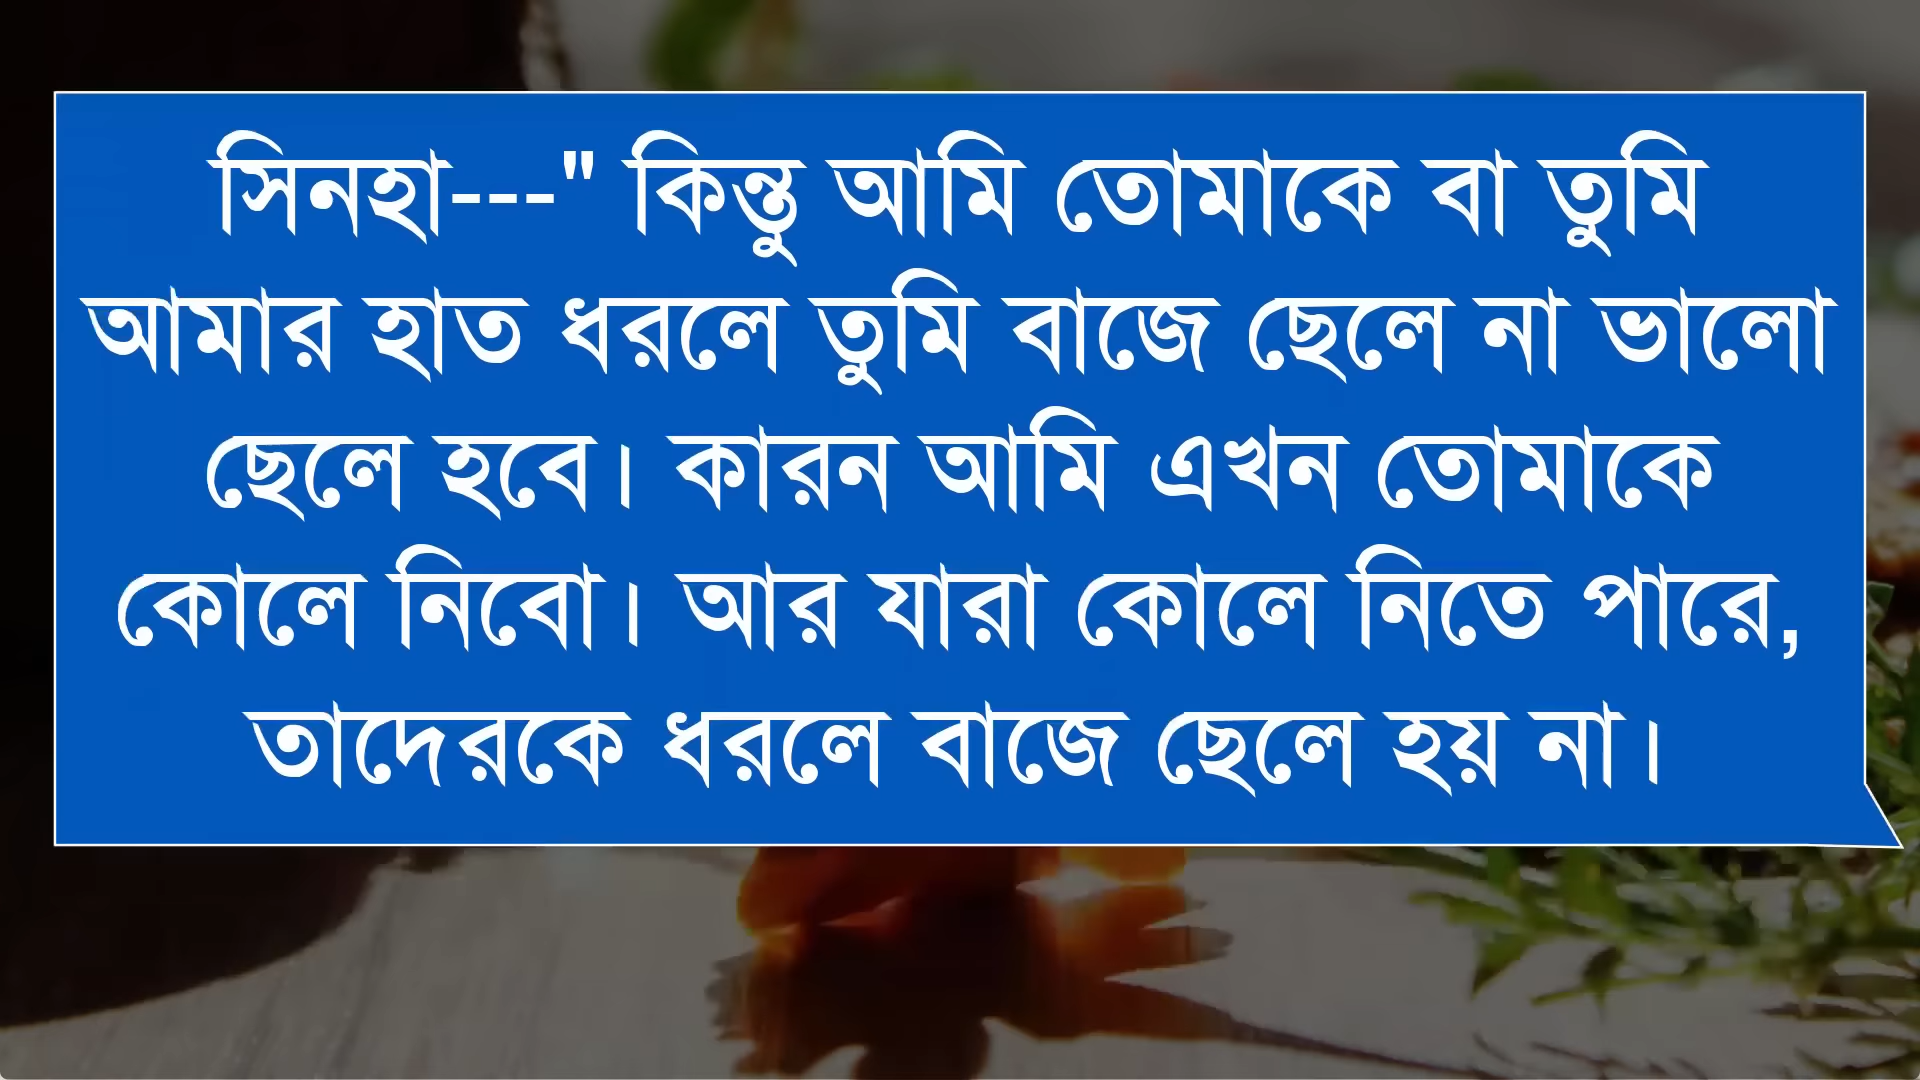 সিনহা---" কিন্তু আমি তোমাকে বা তুমি
আমার হাত ধরলে তুমি বাজে ছেলে না ভালো
ছেলে হবে। কারন আমি এখন তোমাকে
কোলে নিবো। আর যারা কোলে নিতে পারে,
তাদেরকে ধরলে বাজে ছেলে হয় না।